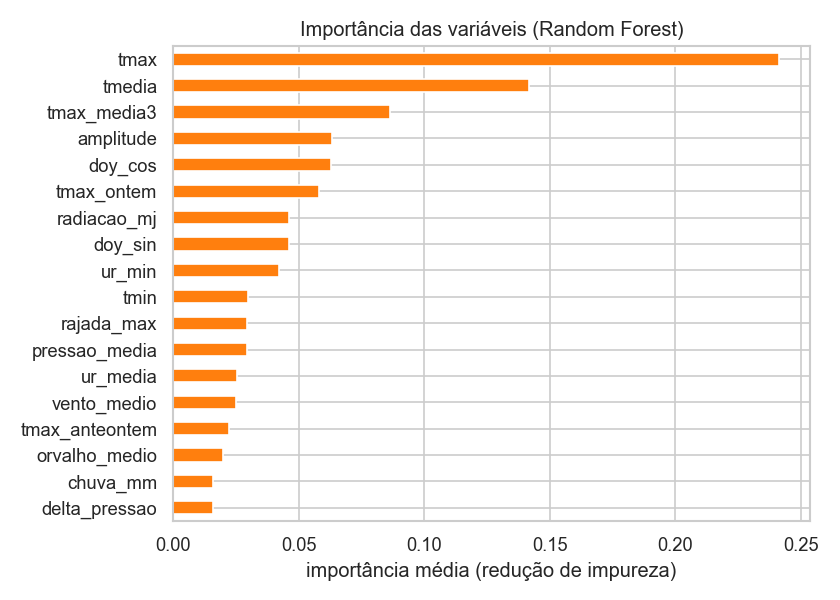 Importância das variáveis (Random Forest)
tmax
tmedia
tmax_media3
amplitude
doy_cos
tmax_ontem
radiacao_mj
doy_sin
ur_min
tmin
rajada_max
pressao_media
ur_media
vento_medio
tmax_anteontem
orvalho_medio
chuva_mm
delta_pressao
0.00 0.05 0.10 0.15 0.20 0.25
importância média (redução de impureza)